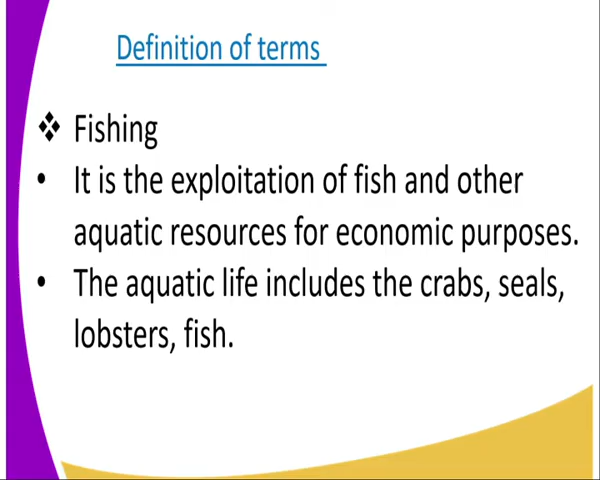 Definition of terms
❖ Fishing
• It is the exploitation of fish and other
aquatic resources for economic purposes.
• The aquatic life includes the crabs, seals,
lobsters, fish.